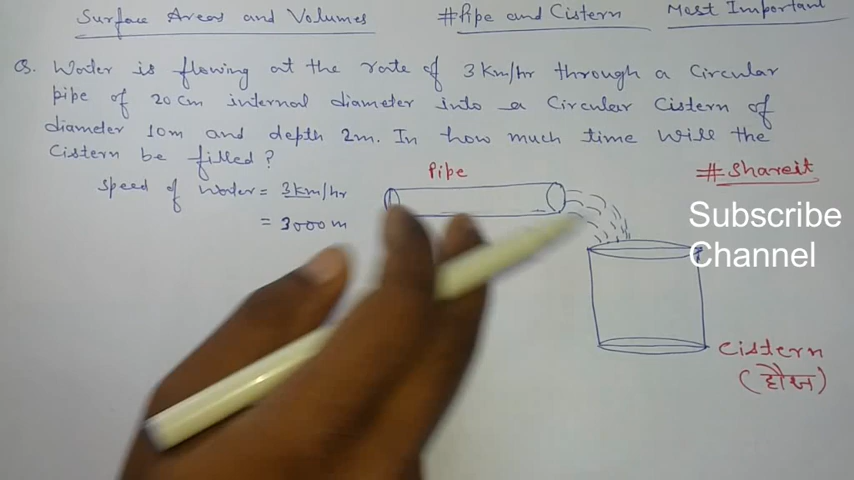 Surface Areas and Volumes #Pipe and Cistern Most Important
Q. Water is flowing at the rate of 3 Km/hr through a Circular
pipe of 20 cm internal diameter into a Circular Cistern of
diameter 10m and depth 2m. In how much time will the
Cistern be filled?
Pipe
#Shareit
Speed of Water = 3km/hr
= 3000 m
Subscribe
Channel
Cistern
(हौज)